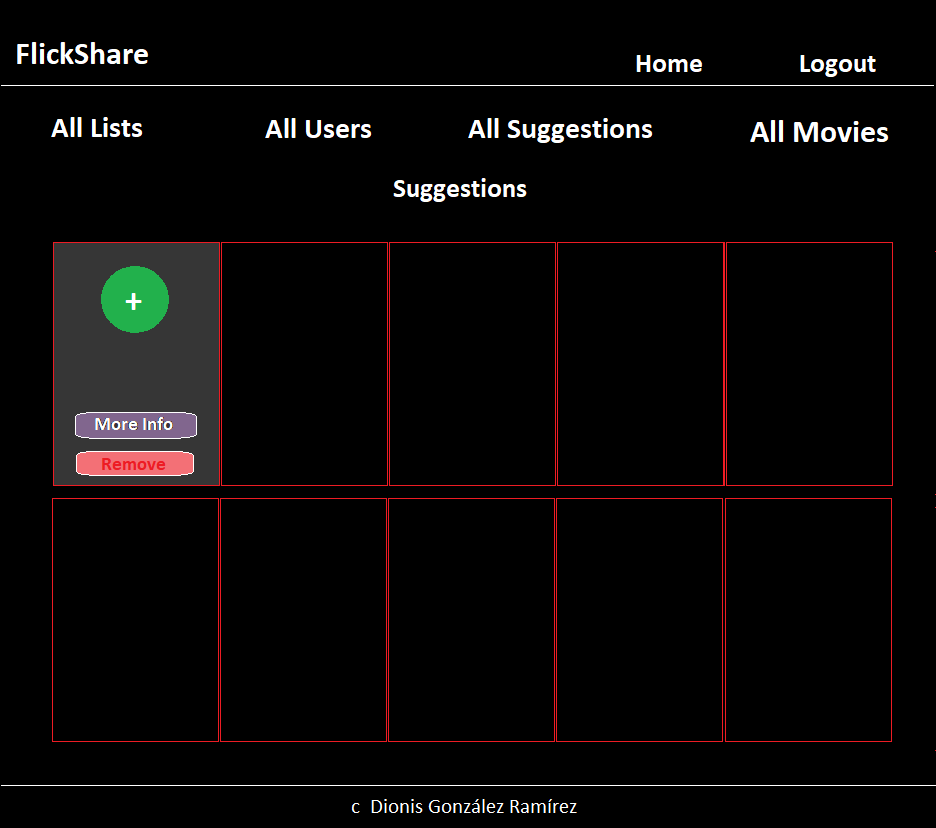 FlickShare
Home Logout
All Lists All Users All Suggestions All Movies
Suggestions
+
More Info
Remove
c Dionis González Ramírez